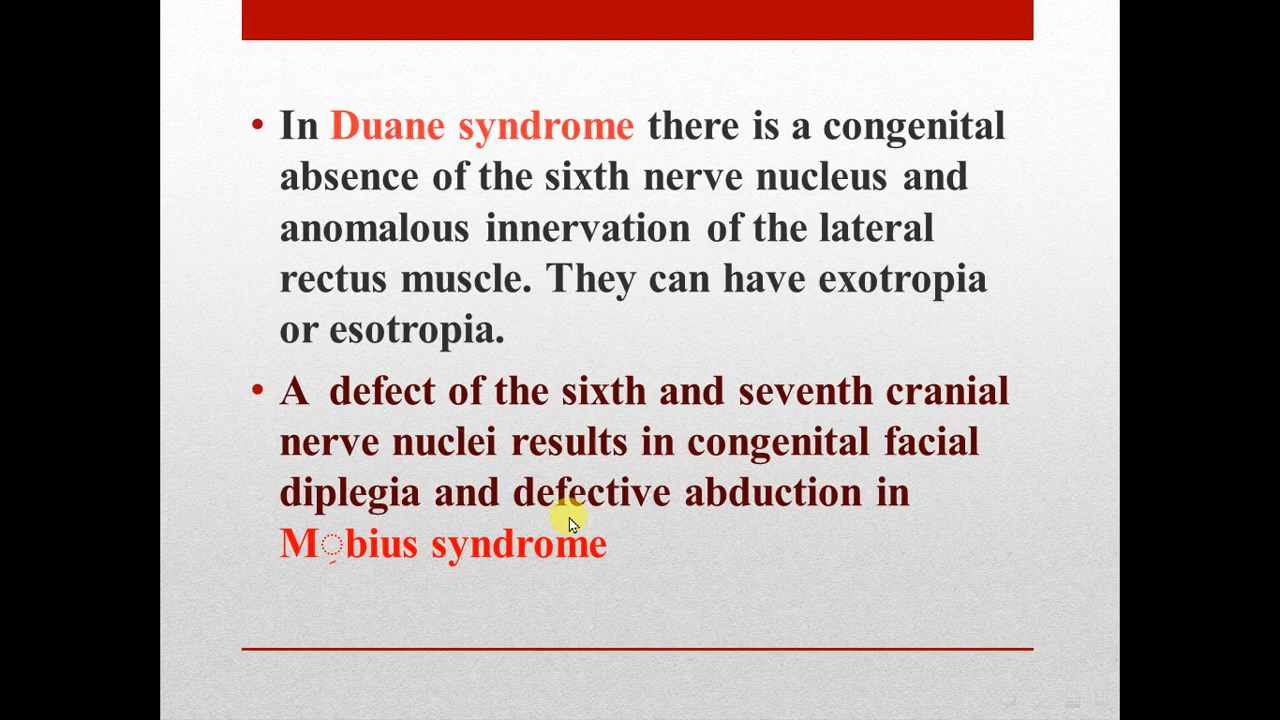 • In Duane syndrome there is a congenital
absence of the sixth nerve nucleus and
anomalous innervation of the lateral
rectus muscle. They can have exotropia
or esotropia.
• A defect of the sixth and seventh cranial
nerve nuclei results in congenital facial
diplegia and defective abduction in
M़bius syndrome